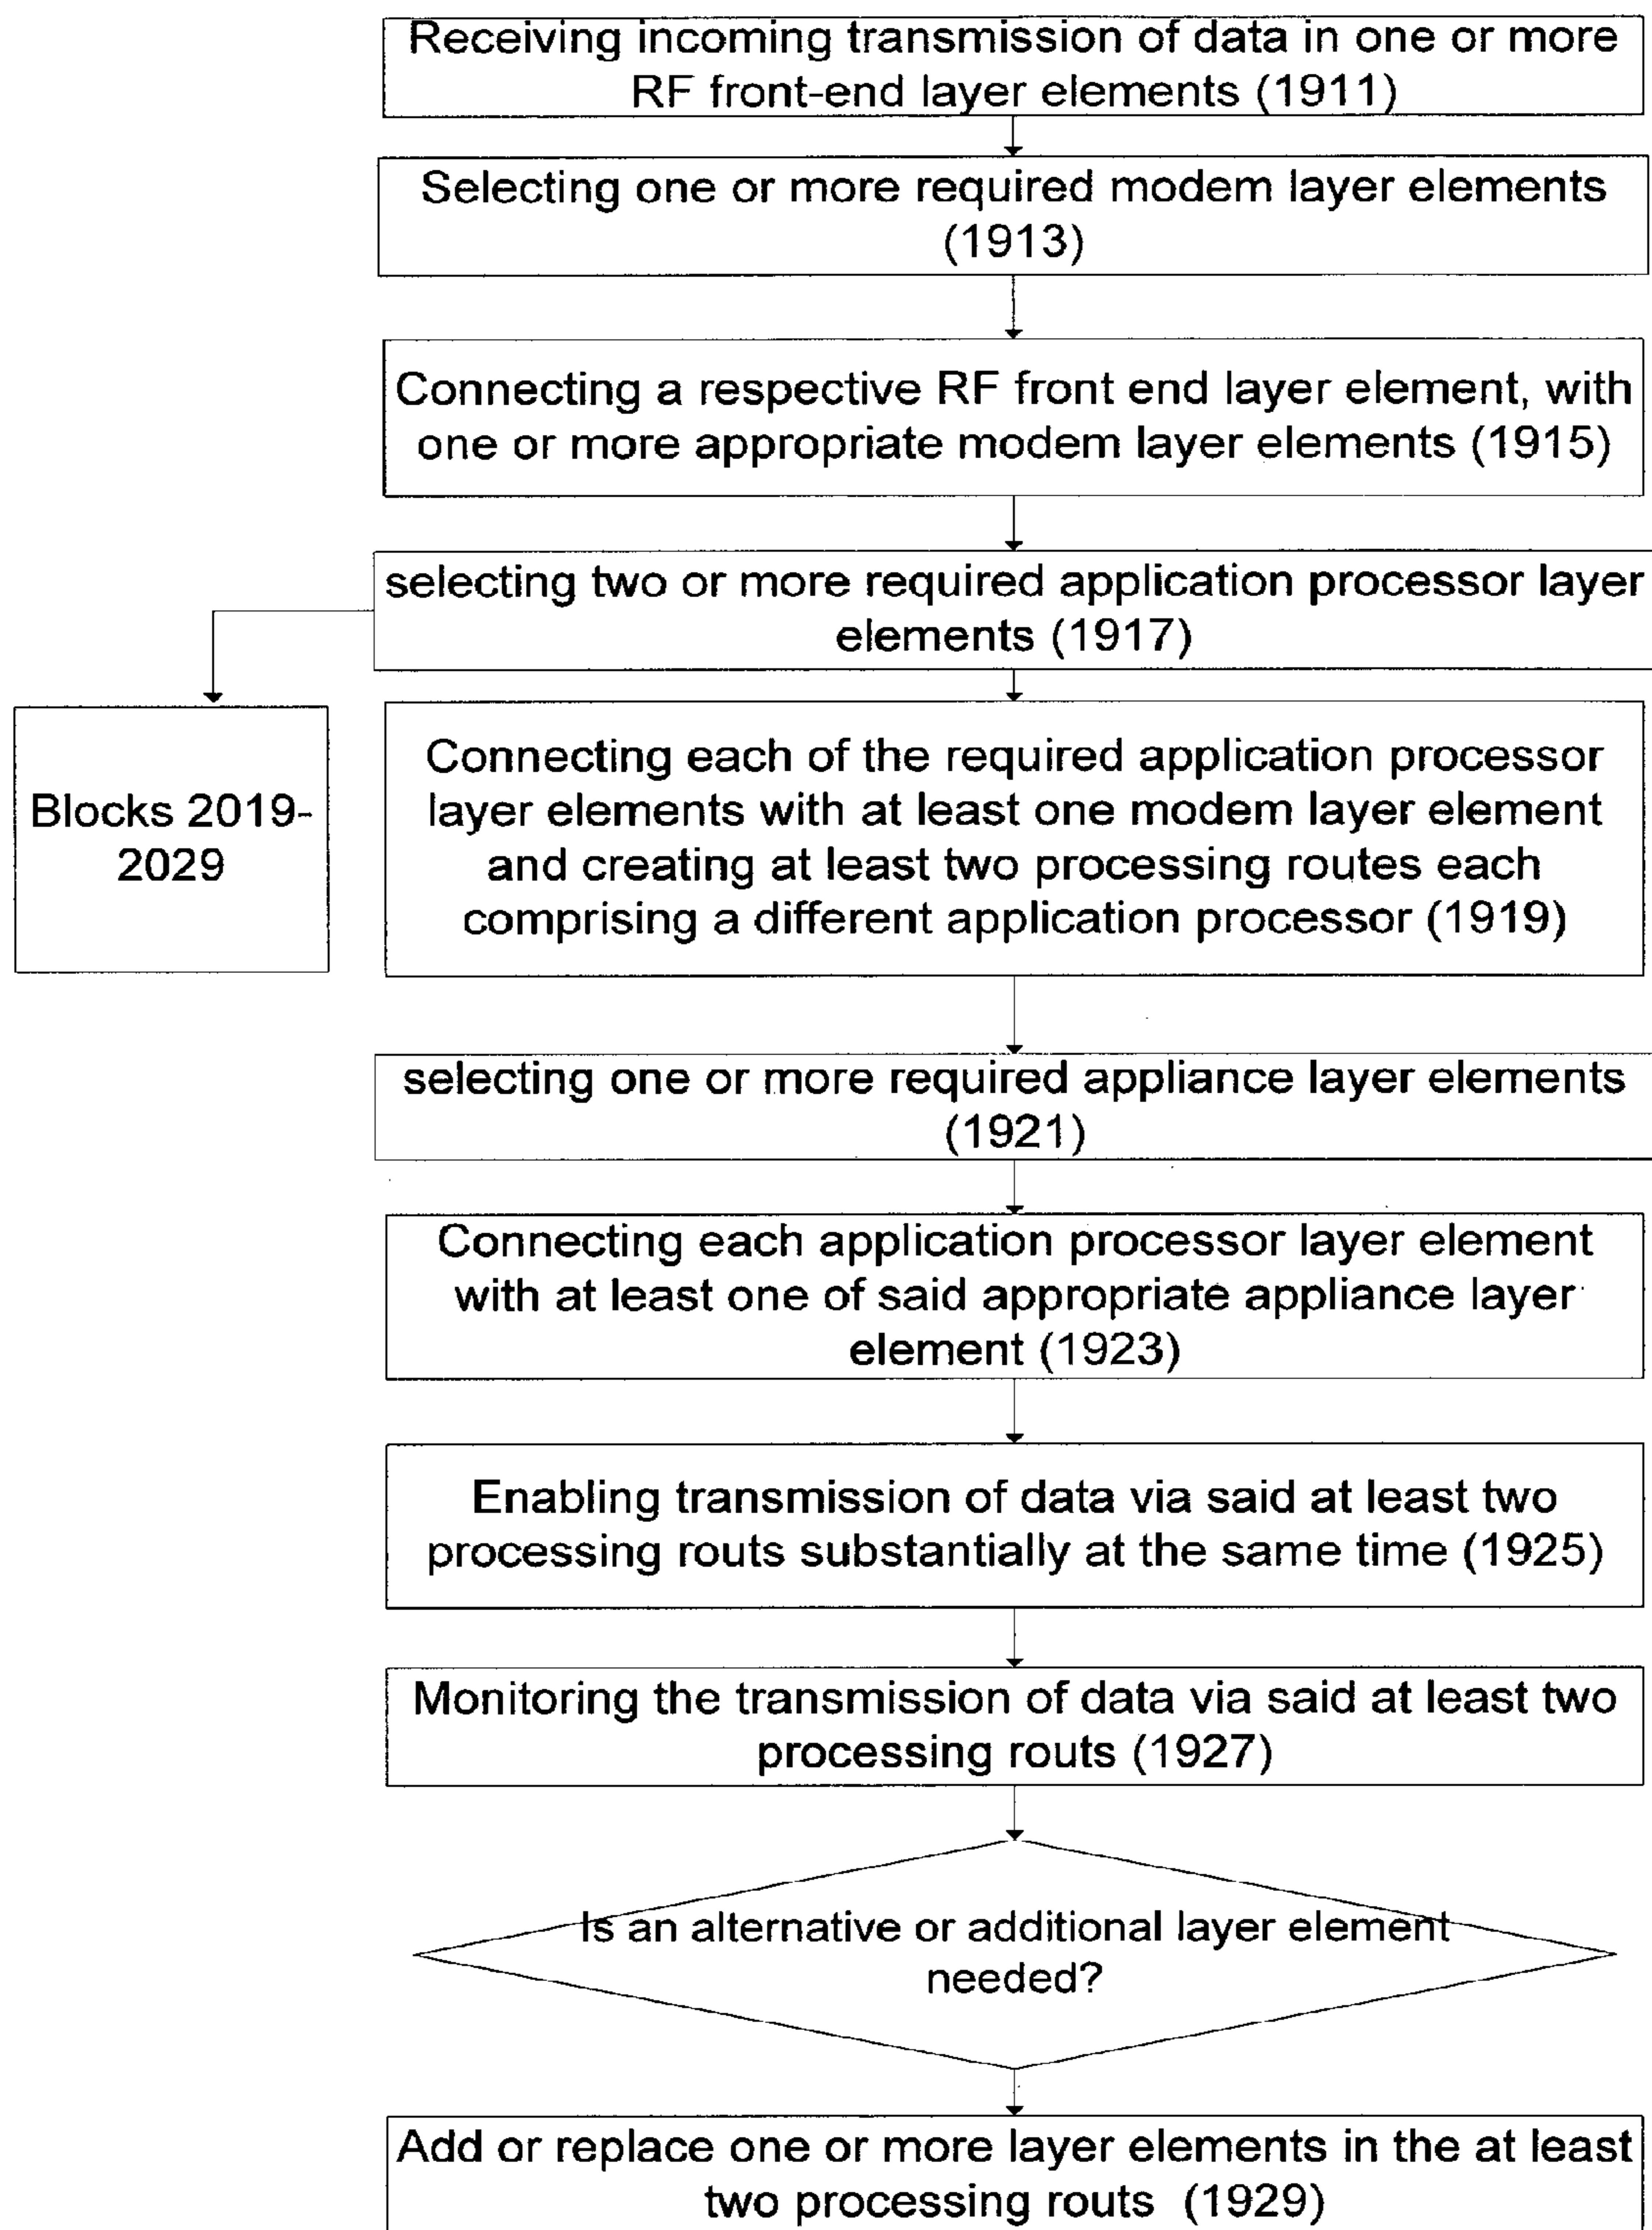 Receiving incoming transmission of data in one or more
RF front-end layer elements (1911)
Selecting one or more required modem layer elements
(1913)
Connecting a respective RF front end layer element, with
one or more appropriate modem layer elements (1915)
selecting two or more required application processor layer
elements (1917)
Blocks 2019-
2029
Connecting each of the required application processor
layer elements with at least one modem layer element
and creating at least two processing routes each
comprising a different application processor (1919)
selecting one or more required appliance layer elements
(1921)
Connecting each application processor layer element
with at least one of said appropriate appliance layer
element (1923)
Enabling transmission of data via said at least two
processing routs substantially at the same time (1925)
Monitoring the transmission of data via said at least two
processing routs (1927)
Is an alternative or additional layer element
needed?
Add or replace one or more layer elements in the at least
two processing routs (1929)